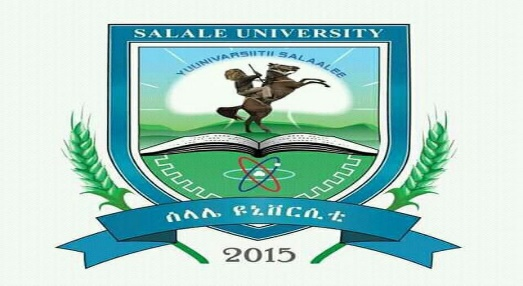 SALALE UNIVERSITY
YUUNIVARSIITII SALAALEE
ሰላሌ ዩኒቨርሲቲ
2015